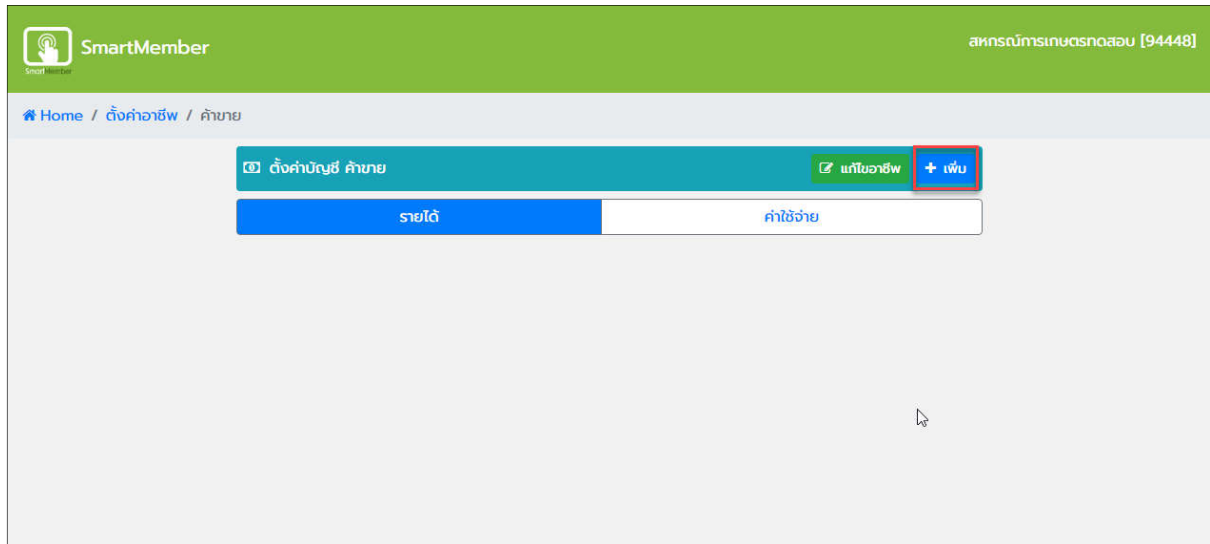 SmartMember
สหกรณ์การเกษตรทดสอบ [94448]
SmartMember
Home / ตั้งค่าอาชีพ / ค้าขาย
ตั้งค่าบัญชี ค้าขาย
แก้ไขอาชีพ
+ เพิ่ม
รายได้
ค่าใช้จ่าย